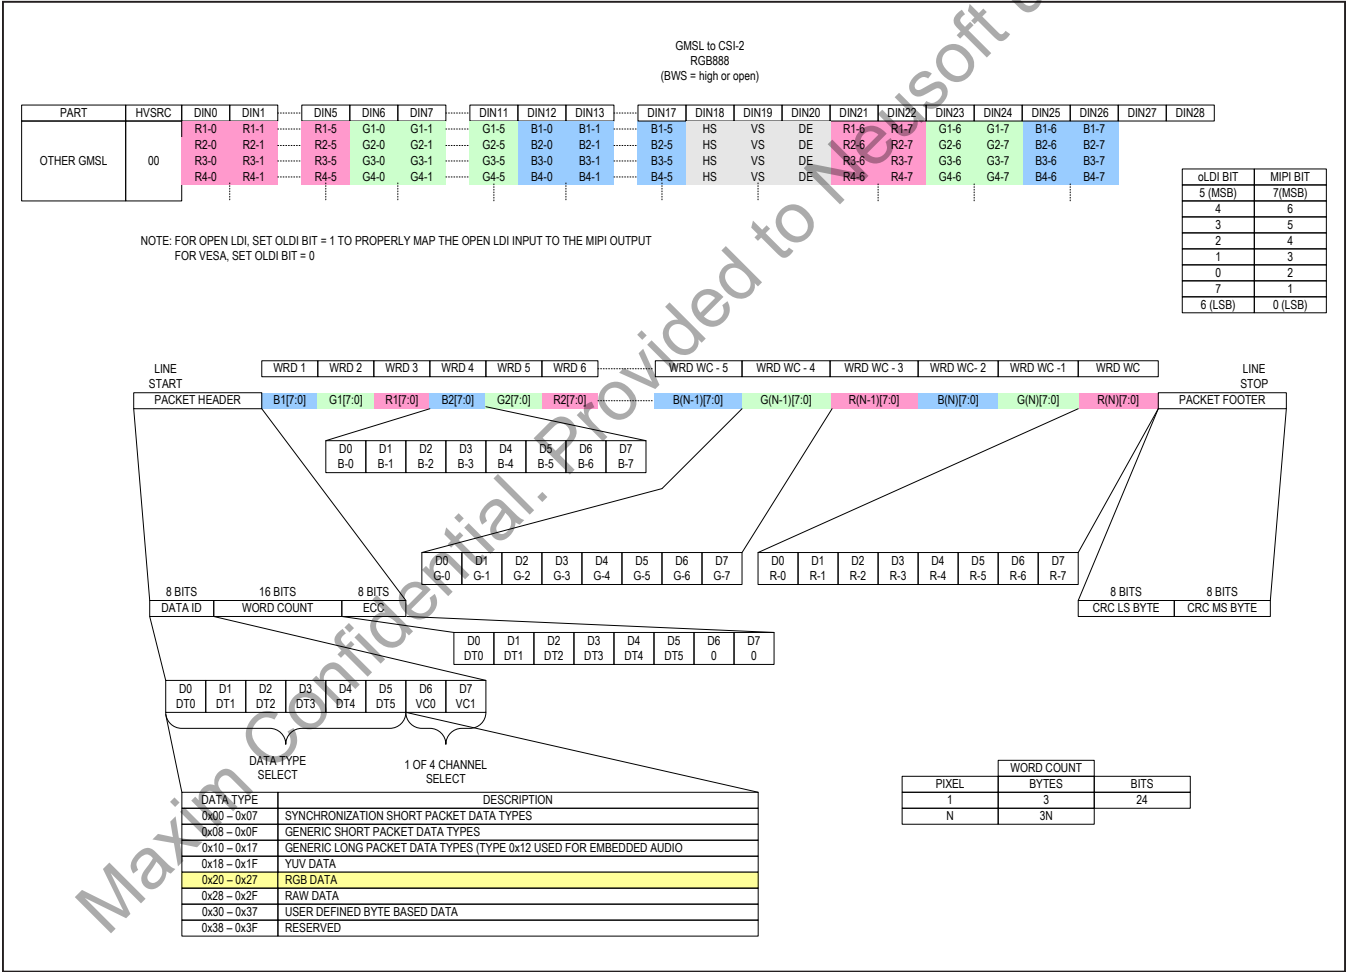 GMSL to CSI-2
RGB888
(BWS = high or open)
PART HVSRC DIN0 DIN1 DIN5 DIN6 DIN7 DIN11 DIN12 DIN13 DIN17 DIN18 DIN19 DIN20 DIN21 DIN22 DIN23 DIN24 DIN25 DIN26 DIN27 DIN28
R1-0 R1-1 R1-5 G1-0 G1-1 G1-5 B1-0 B1-1 B1-5 HS VS DE R1-6 R1-7 G1-6 G1-7 B1-6 B1-7
R2-0 R2-1 R2-5 G2-0 G2-1 G2-5 B2-0 B2-1 B2-5 HS VS DE R2-6 R2-7 G2-6 G2-7 B2-6 B2-7
OTHER GMSL 00 R3-0 R3-1 R3-5 G3-0 G3-1 G3-5 B3-0 B3-1 B3-5 HS VS DE R3-6 R3-7 G3-6 G3-7 B3-6 B3-7
R4-0 R4-1 R4-5 G4-0 G4-1 G4-5 B4-0 B4-1 B4-5 HS VS DE R4-6 R4-7 G4-6 G4-7 B4-6 B4-7
oLDI BIT MIPI BIT
5 (MSB) 7(MSB)
4 6
3 5
2 4
1 3
0 2
7 1
6 (LSB) 0 (LSB)
NOTE: FOR OPEN LDI, SET OLDI BIT = 1 TO PROPERLY MAP THE OPEN LDI INPUT TO THE MIPI OUTPUT
FOR VESA, SET OLDI BIT = 0
LINE START WRD 1 WRD 2 WRD 3 WRD 4 WRD 5 WRD 6 WRD WC - 5 WRD WC - 4 WRD WC - 3 WRD WC- 2 WRD WC -1 WRD WC LINE STOP
PACKET HEADER B1[7:0] G1[7:0] R1[7:0] B2[7:0] G2[7:0] R2[7:0] B(N-1)[7:0] G(N-1)[7:0] R(N-1)[7:0] B(N)[7:0] G(N)[7:0] R(N)[7:0] PACKET FOOTER
D0 D1 D2 D3 D4 D5 D6 D7
B-0 B-1 B-2 B-3 B-4 B-5 B-6 B-7
D0 D1 D2 D3 D4 D5 D6 D7 D0 D1 D2 D3 D4 D5 D6 D7
G-0 G-1 G-2 G-3 G-4 G-5 G-6 G-7 R-0 R-1 R-2 R-3 R-4 R-5 R-6 R-7
8 BITS 16 BITS 8 BITS 8 BITS 8 BITS
DATA ID WORD COUNT ECC CRC LS BYTE CRC MS BYTE
D0 D1 D2 D3 D4 D5 D6 D7
DT0 DT1 DT2 DT3 DT4 DT5 0 0
D0 D1 D2 D3 D4 D5 D6 D7
DT0 DT1 DT2 DT3 DT4 DT5 VC0 VC1
DATA TYPE
SELECT
1 OF 4 CHANNEL
SELECT
DATA TYPE DESCRIPTION
0x00 – 0x07 SYNCHRONIZATION SHORT PACKET DATA TYPES
0x08 – 0x0F GENERIC SHORT PACKET DATA TYPES
0x10 – 0x17 GENERIC LONG PACKET DATA TYPES (TYPE 0x12 USED FOR EMBEDDED AUDIO
0x18 – 0x1F YUV DATA
0x20 – 0x27 RGB DATA
0x28 – 0x2F RAW DATA
0x30 – 0x37 USER DEFINED BYTE BASED DATA
0x38 – 0x3F RESERVED
WORD COUNT
PIXEL BYTES BITS
1 3 24
N 3N
Maxim Confidential. Provided to Neusoft